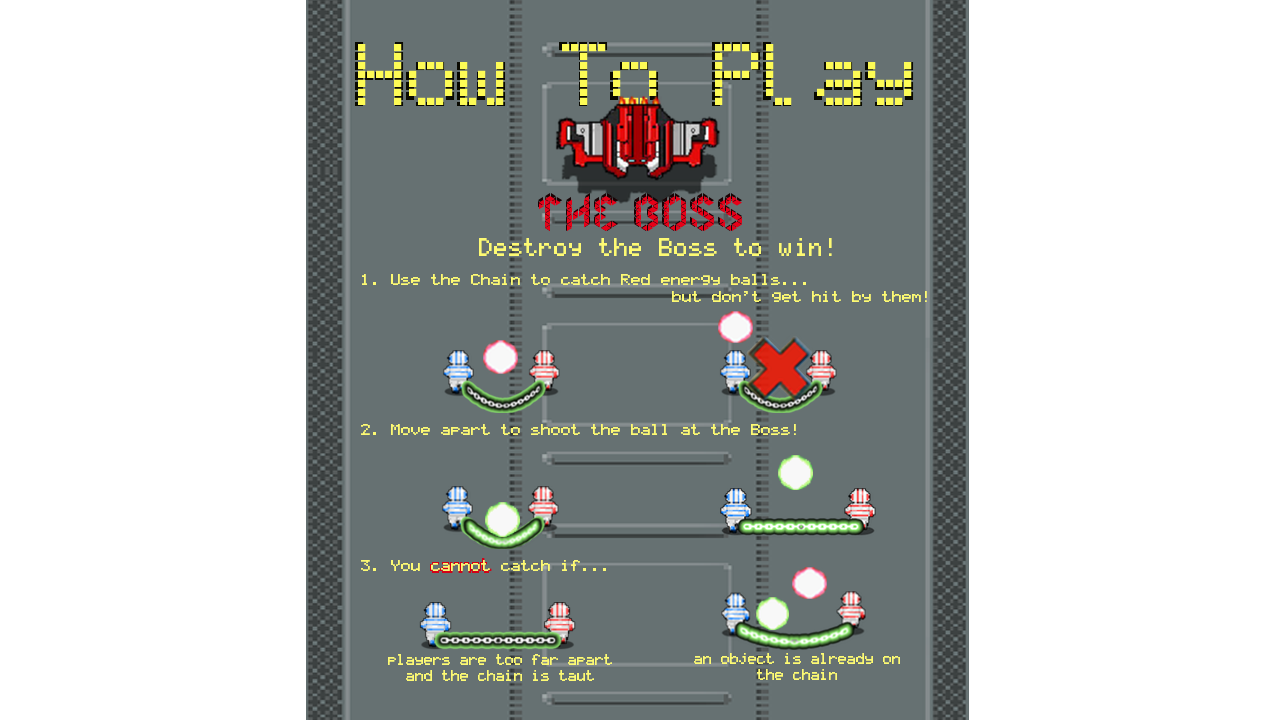 How To Play
THE BOSS
Destroy the Boss to win!
1. Use the Chain to catch Red energy balls...
but don't get hit by them!
2. Move apart to shoot the ball at the Boss!
3. You cannot catch if...
players are too far apart
and the chain is taut
an object is already on
the chain